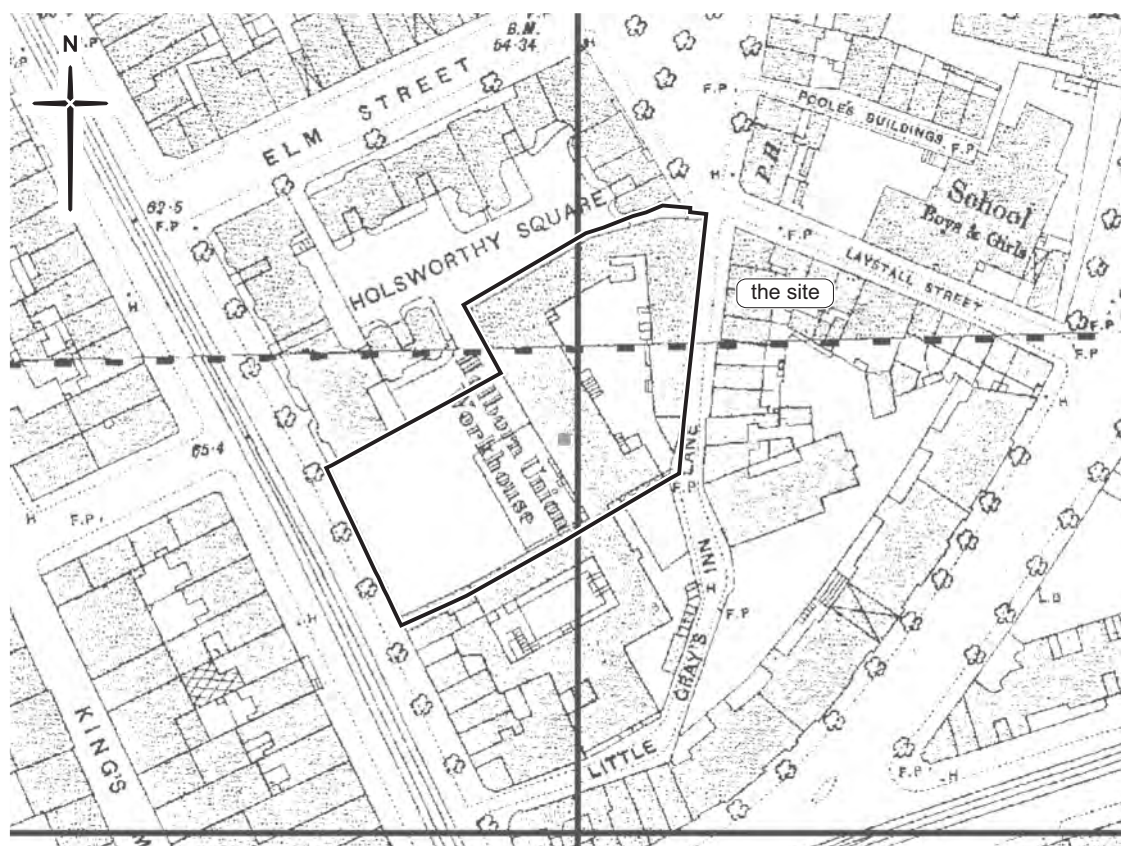 N
B.M.
54·34
H
F.P
ELM STREET
62·5
F.P.
F.P.
POOLES BUILDINGS F.P
P.H.
H
School
Boys & Girls
HOLSWORTHY SQUARE
F.P.
LAYSTALL STREET
the site
H
F.P.
F.P
Holborn Union
Workhouse
65·4
H
H
F.P
LANE
F.P
INN
H
F.P
GRAY'S
L.B
H
KING'S
LITTLE
F.P
H